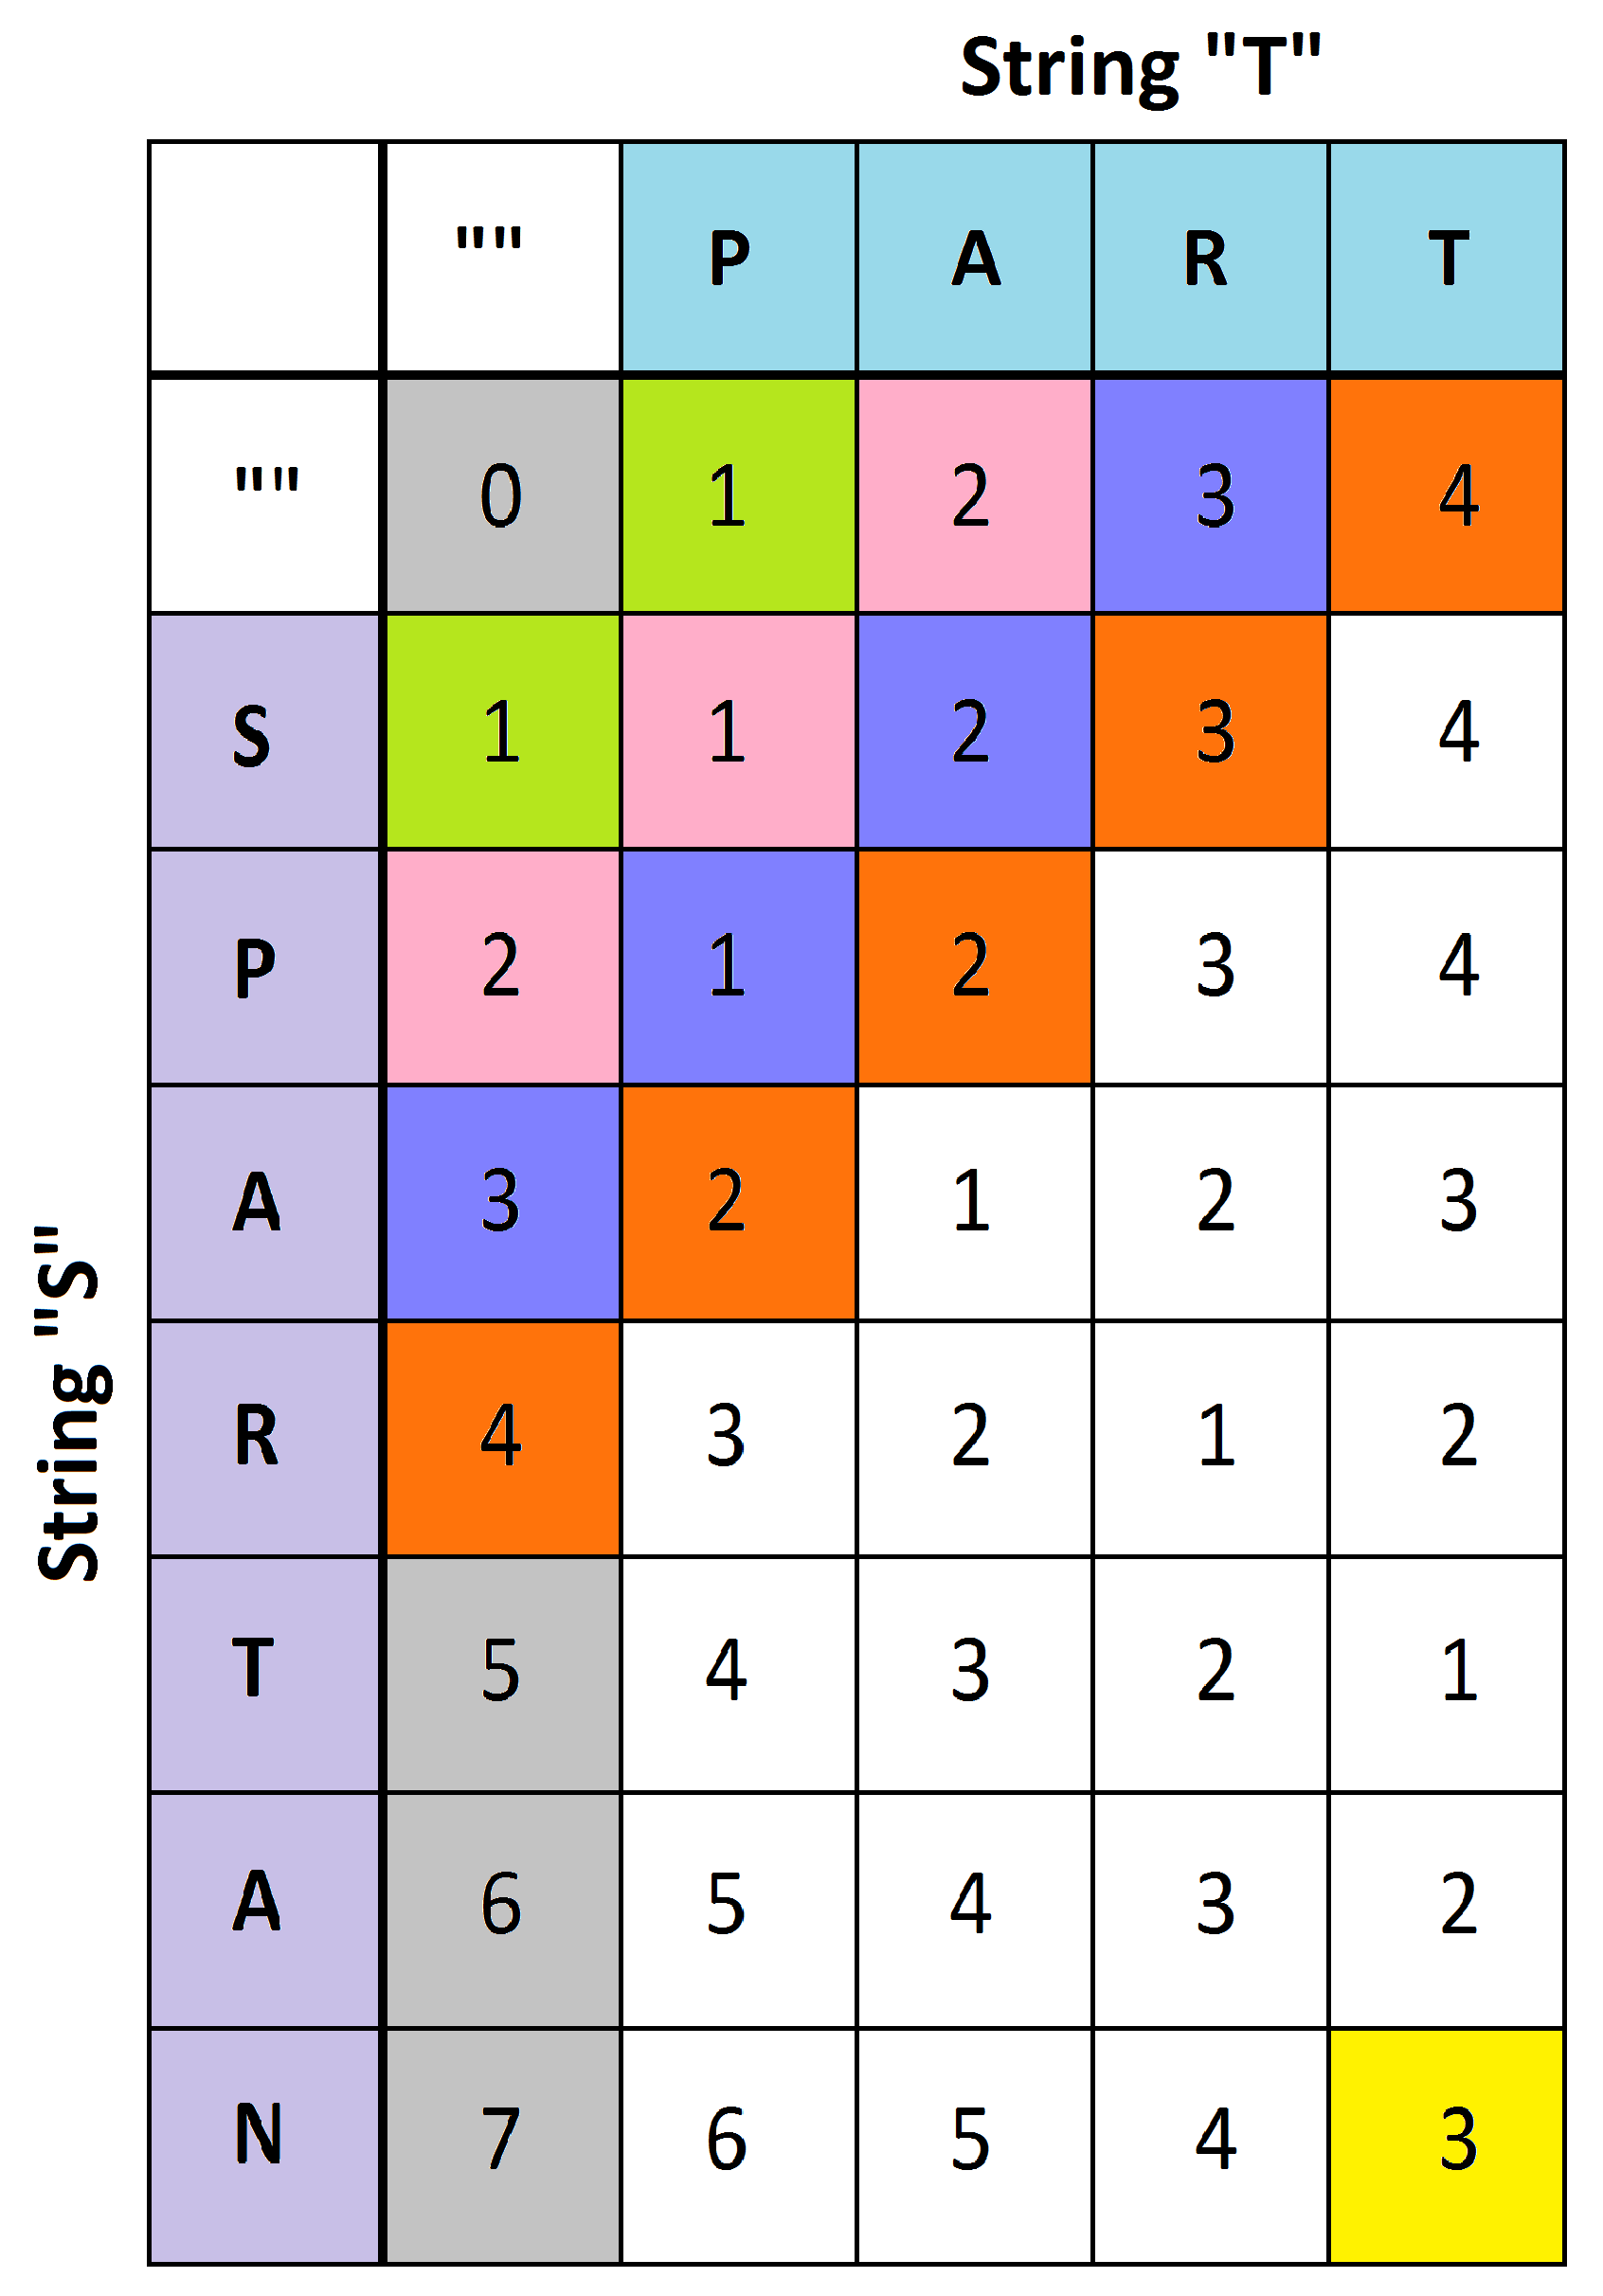 String "T"
"" P A R T
"" 0 1 2 3 4
S 1 1 2 3 4
P 2 1 2 3 4
A 3 2 1 2 3
R 4 3 2 1 2
T 5 4 3 2 1
A 6 5 4 3 2
N 7 6 5 4 3
String "S"